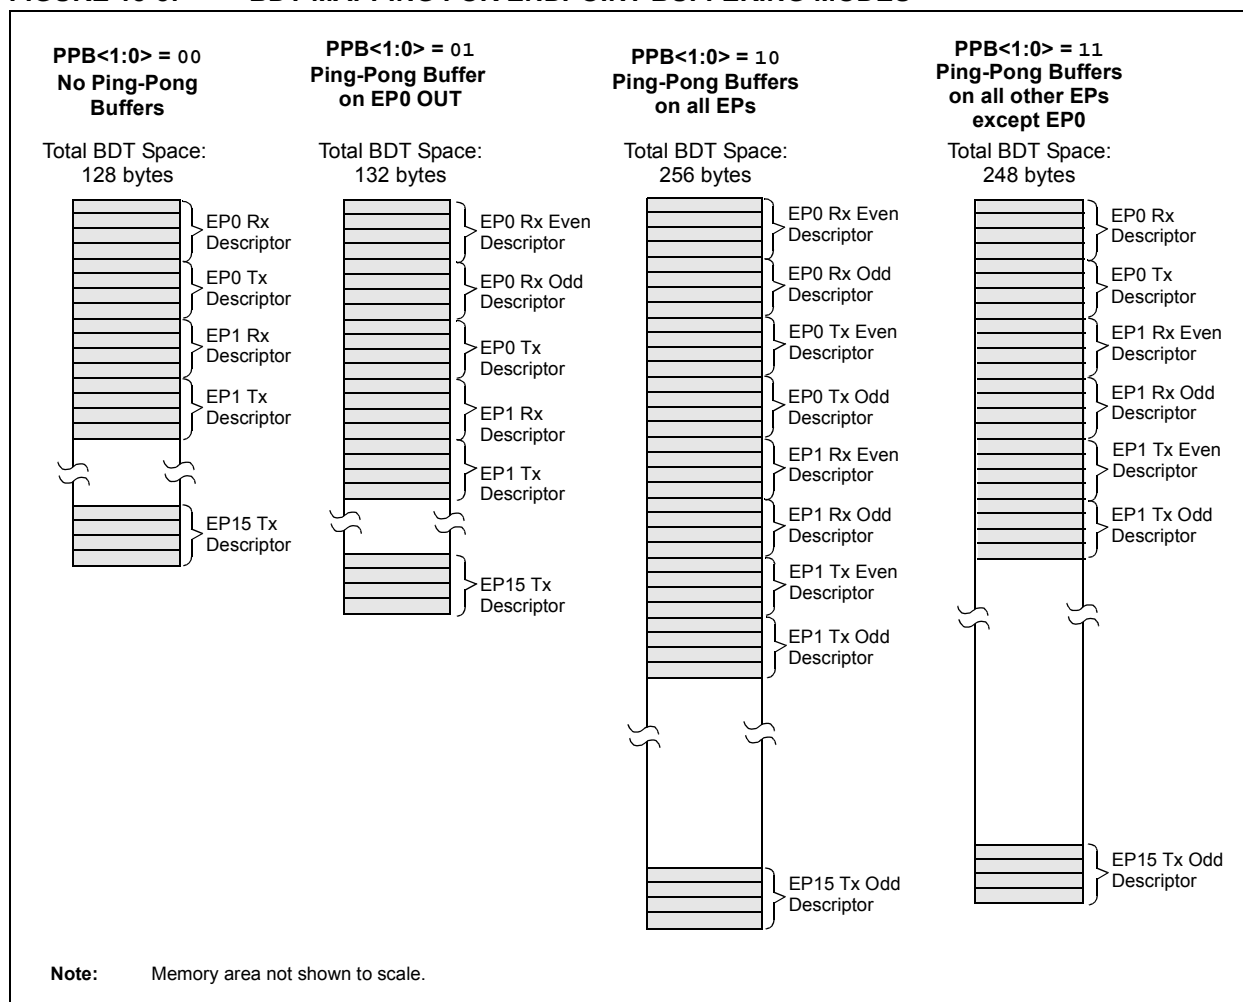 FIGURE BDT MAPPING FOR ENDPOINT BUFFERING MODES
PPB<1:0> = 00
No Ping-Pong
Buffers
Total BDT Space:
128 bytes
EP0 Rx
Descriptor
EP0 Tx
Descriptor
EP1 Rx
Descriptor
EP1 Tx
Descriptor
EP15 Tx
Descriptor
PPB<1:0> = 01
Ping-Pong Buffer
on EP0 OUT
Total BDT Space:
132 bytes
EP0 Rx Even
Descriptor
EP0 Rx Odd
Descriptor
EP0 Tx
Descriptor
EP1 Rx
Descriptor
EP1 Tx
Descriptor
EP15 Tx
Descriptor
PPB<1:0> = 10
Ping-Pong Buffers
on all EPs
Total BDT Space:
256 bytes
EP0 Rx Even
Descriptor
EP0 Rx Odd
Descriptor
EP0 Tx Even
Descriptor
EP0 Tx Odd
Descriptor
EP1 Rx Even
Descriptor
EP1 Rx Odd
Descriptor
EP1 Tx Even
Descriptor
EP1 Tx Odd
Descriptor
EP15 Tx Odd
Descriptor
PPB<1:0> = 11
Ping-Pong Buffers
on all other EPs
except EP0
Total BDT Space:
248 bytes
EP0 Rx
Descriptor
EP0 Tx
Descriptor
EP1 Rx Even
Descriptor
EP1 Rx Odd
Descriptor
EP1 Tx Even
Descriptor
EP1 Tx Odd
Descriptor
EP15 Tx Odd
Descriptor
Note: Memory area not shown to scale.